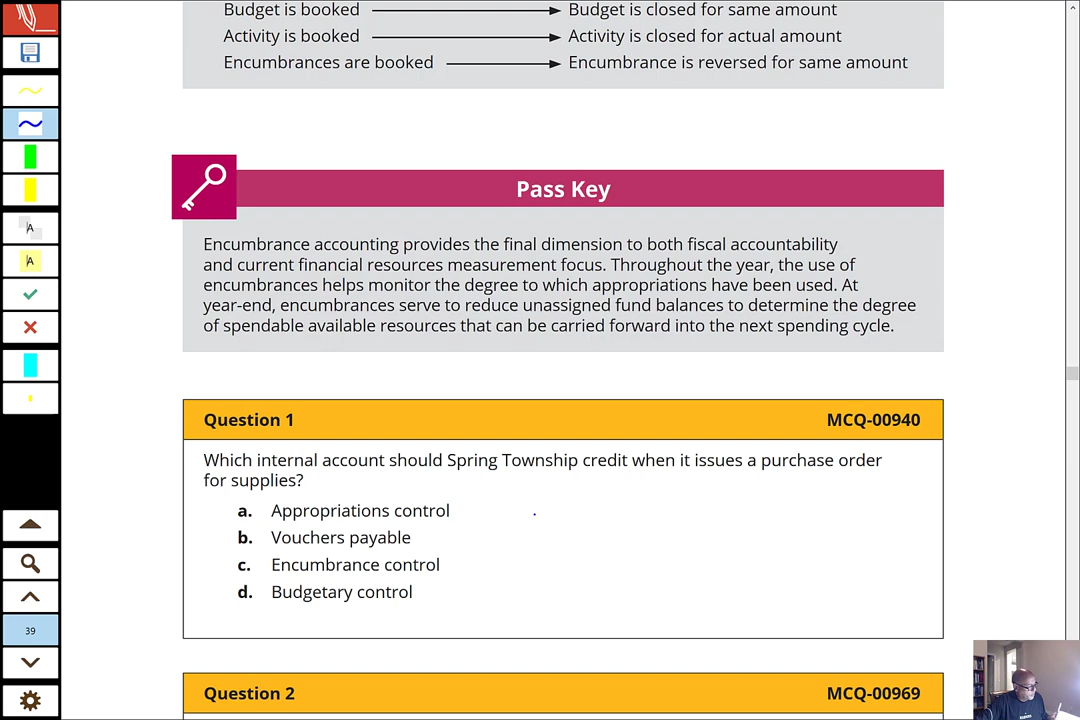 Budget is booked Budget is closed for same amount
Activity is booked Activity is closed for actual amount
Encumbrances are booked Encumbrance is reversed for same amount
Pass Key
Encumbrance accounting provides the final dimension to both fiscal accountability
and current financial resources measurement focus. Throughout the year, the use of
encumbrances helps monitor the degree to which appropriations have been used. At
year-end, encumbrances serve to reduce unassigned fund balances to determine the degree
of spendable available resources that can be carried forward into the next spending cycle.
Question 1 MCQ-00940
Which internal account should Spring Township credit when it issues a purchase order
for supplies?
a. Appropriations control
b. Vouchers payable
c. Encumbrance control
d. Budgetary control
Question 2 MCQ-00969
A
A
39